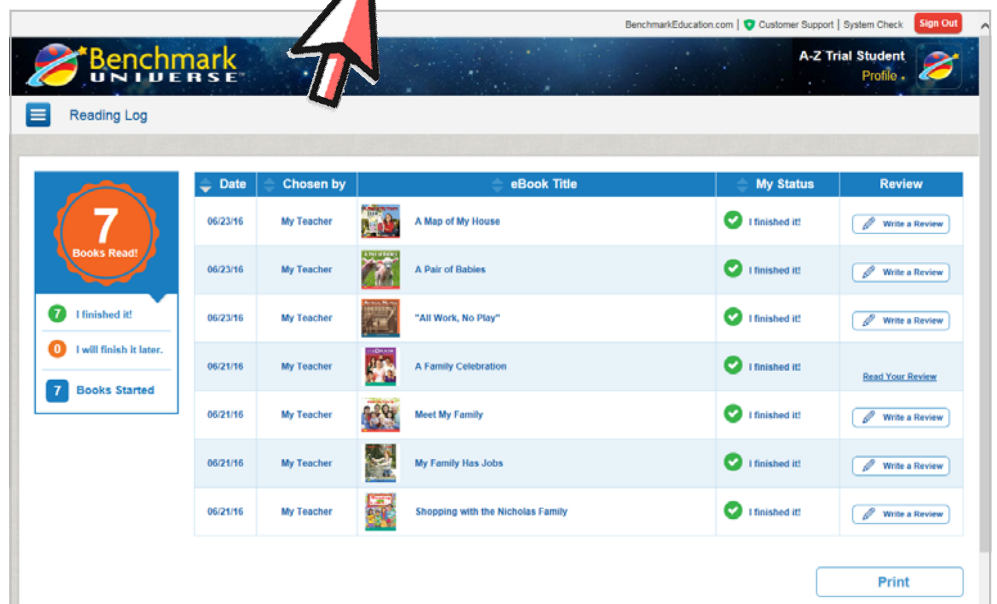 BenchmarkEducation.com | Customer Support | System Check Sign Out
Benchmark
UNIVERSE
A-Z Trial Student
Profile
Reading Log
7
Books Read!
7 I finished it!
0 I will finish it later.
7 Books Started
Date Chosen by eBook Title My Status Review
06/23/16 My Teacher A Map of My House I finished it! Write a Review
06/23/16 My Teacher A Pair of Babies I finished it! Write a Review
06/23/16 My Teacher "All Work, No Play" I finished it! Write a Review
06/21/16 My Teacher A Family Celebration I finished it! Read Your Review
06/21/16 My Teacher Meet My Family I finished it! Write a Review
06/21/16 My Teacher My Family Has Jobs I finished it! Write a Review
06/21/16 My Teacher Shopping with the Nicholas Family I finished it! Write a Review
Print